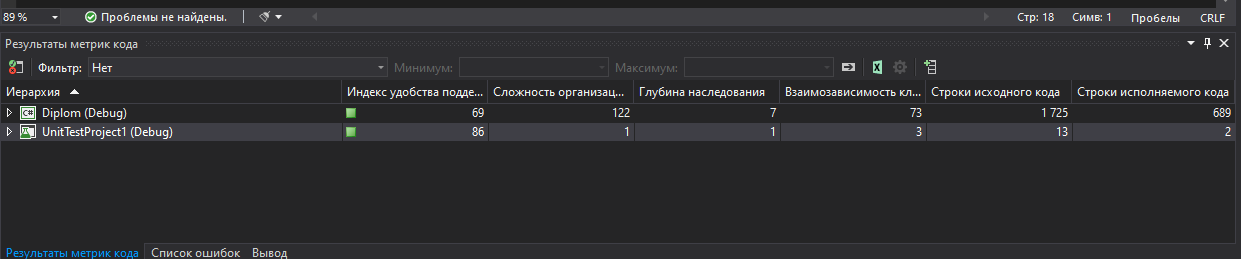 89 % Проблемы не найдены. Стр: 18 Симв: 1 Пробелы CRLF
Результаты метрик кода
Фильтр: Нет Минимум: Максимум:
Иерархия Индекс удобства подде... Сложность организац... Глубина наследования Взаимозависимость кл... Строки исходного кода Строки исполняемого кода
Diplom (Debug) 69 122 7 73 1 725 689
UnitTestProject1 (Debug) 86 1 1 3 13 2
Результаты метрик кода Список ошибок Вывод